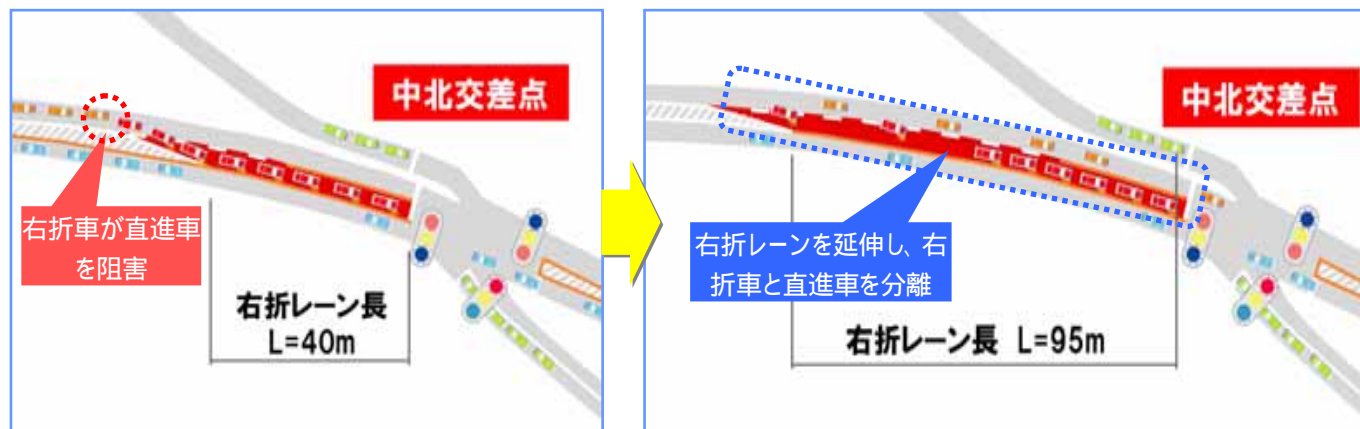 中北交差点
右折車が直進車
を阻害
右折レーン長
L=40m
中北交差点
右折レーンを延伸し、右
折車と直進車を分離
右折レーン長 L=95m